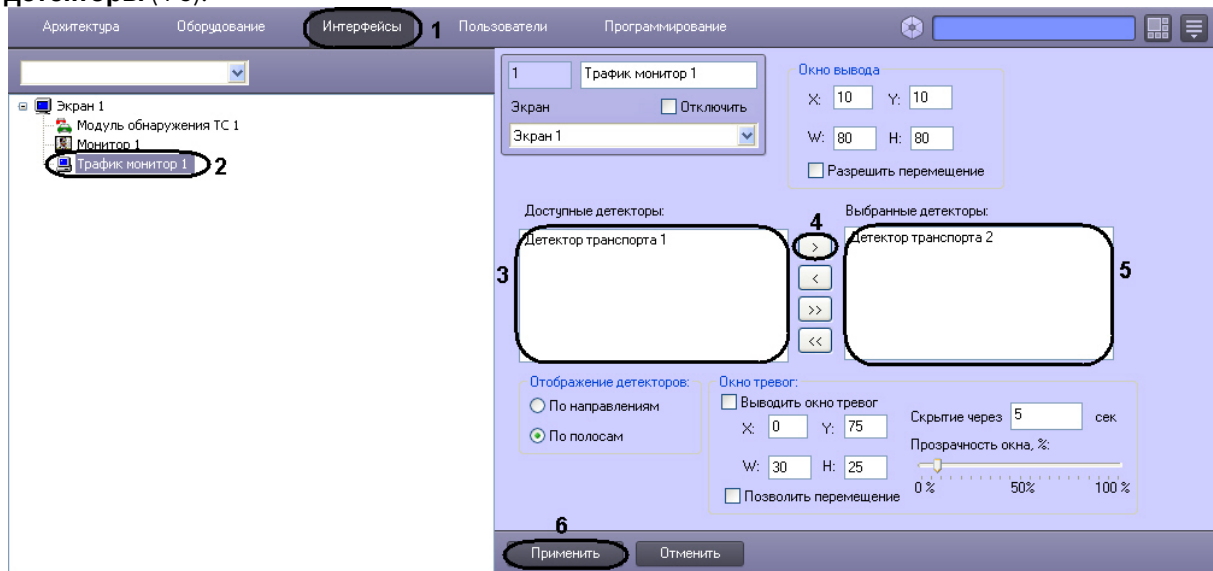 детекторы (4-5).
Архитектура Оборудование Интерфейсы 1 Пользователи Программирование
1 Трафик монитор 1
Экран Отключить
Экран 1
Окно вывода
X: 10 Y: 10
W: 80 H: 80
Разрешить перемещение
Экран 1
Модуль обнаружения ТС 1
Монитор 1
Трафик монитор 1 2
Доступные детекторы:
Детектор транспорта 1
3
4
>
<
>>
<<
Выбранные детекторы:
Детектор транспорта 2
5
Отображение детекторов:
По направлениям
По полосам
Окно тревог:
Выводить окно тревог
X: 0 Y: 75
W: 30 H: 25
Позволить перемещение
Скрытие через 5 сек
Прозрачность окна, %:
0 % 50% 100 %
6
Применить Отменить